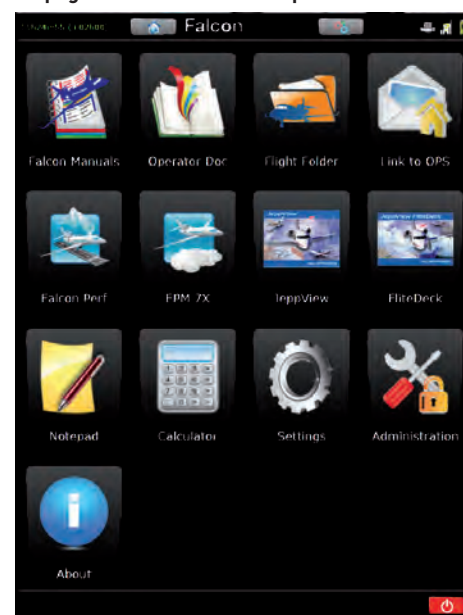 Falcon
Falcon Manuals
Operator Doc
Flight Folder
Link to OPS
Falcon Perf
FPM 7X
JeppView
EliteDeck
Notepad
Calculator
Settings
Administration
About